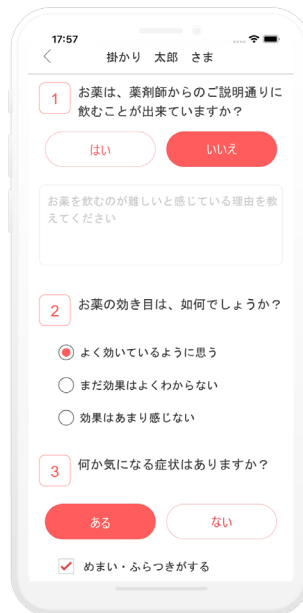 17:57
掛かり 太郎 さま
1
お薬は、薬剤師からのご説明通りに
飲むことが出来ていますか？
はい
いいえ
お薬を飲むのが難しいと感じている理由を教
えてください
2
お薬の効き目は、如何でしょうか？
よく効いているように思う
まだ効果はよくわからない
効果はあまり感じない
3
何か気になる症状はありますか？
ある
ない
めまい・ふらつきがする